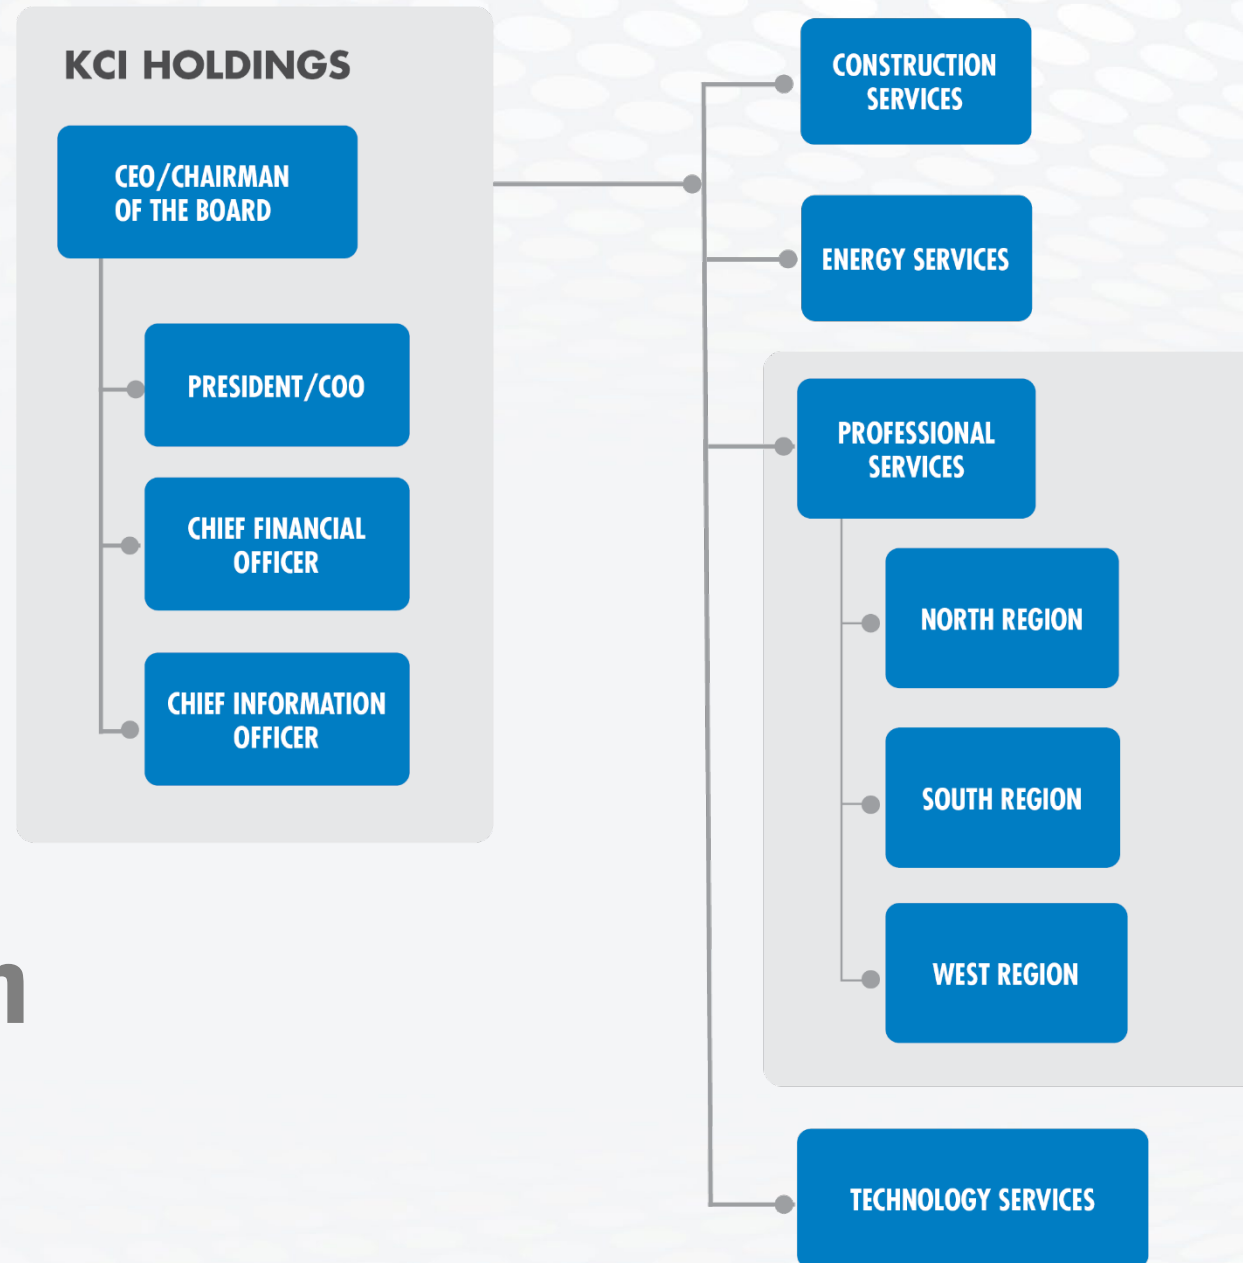 KCI HOLDINGS
CEO/CHAIRMAN
OF THE BOARD
PRESIDENT/COO
CHIEF FINANCIAL
OFFICER
CHIEF INFORMATION
OFFICER
CONSTRUCTION
SERVICES
ENERGY SERVICES
PROFESSIONAL
SERVICES
NORTH REGION
SOUTH REGION
WEST REGION
TECHNOLOGY SERVICES